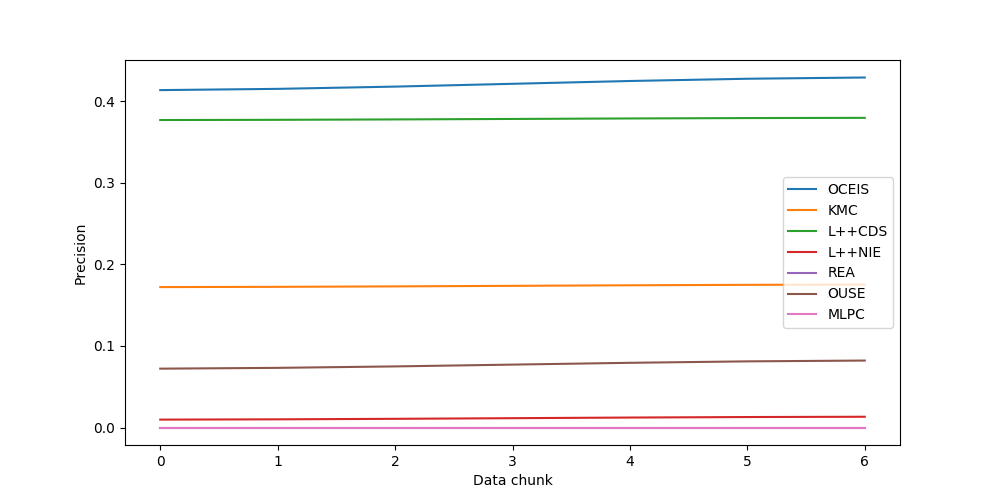 0.4
0.3
0.2
0.1
0.0
Precision
0 1 2 3 4 5 6
Data chunk
OCEIS
KMC
L++CDS
L++NIE
REA
OUSE
MLPC